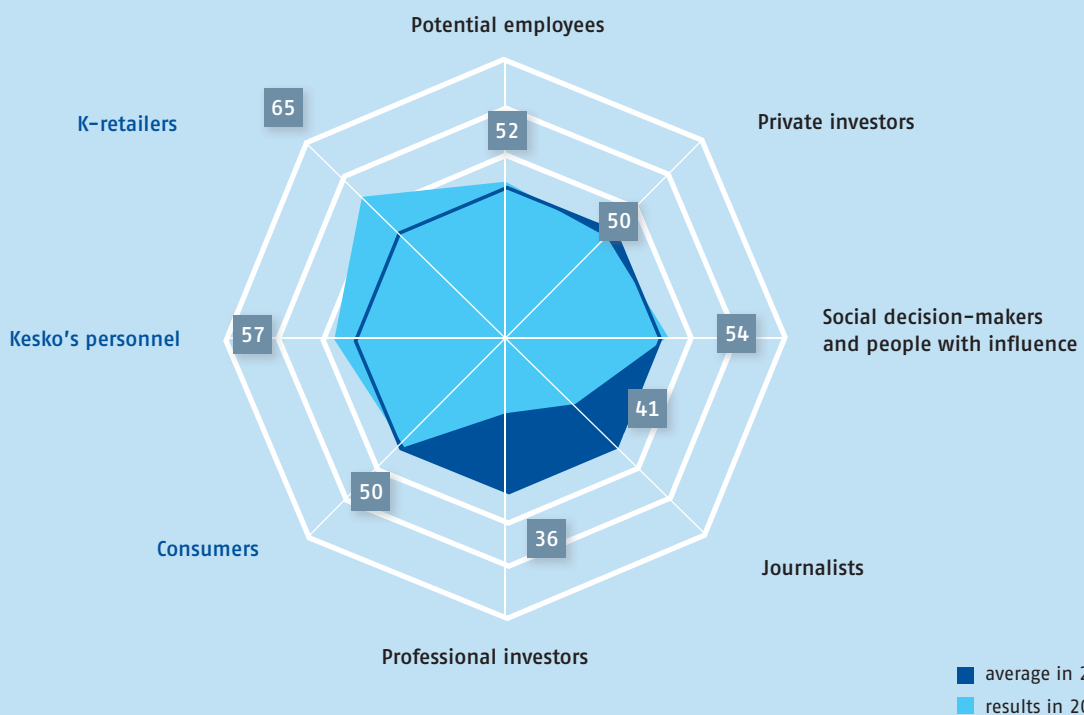 Potential employees
65
K-retailers
Private investors
52
50
Social decision-makers
and people with influence
57
Kesko's personnel
54
41
50
36
Consumers
Journalists
Professional investors
average in
results in